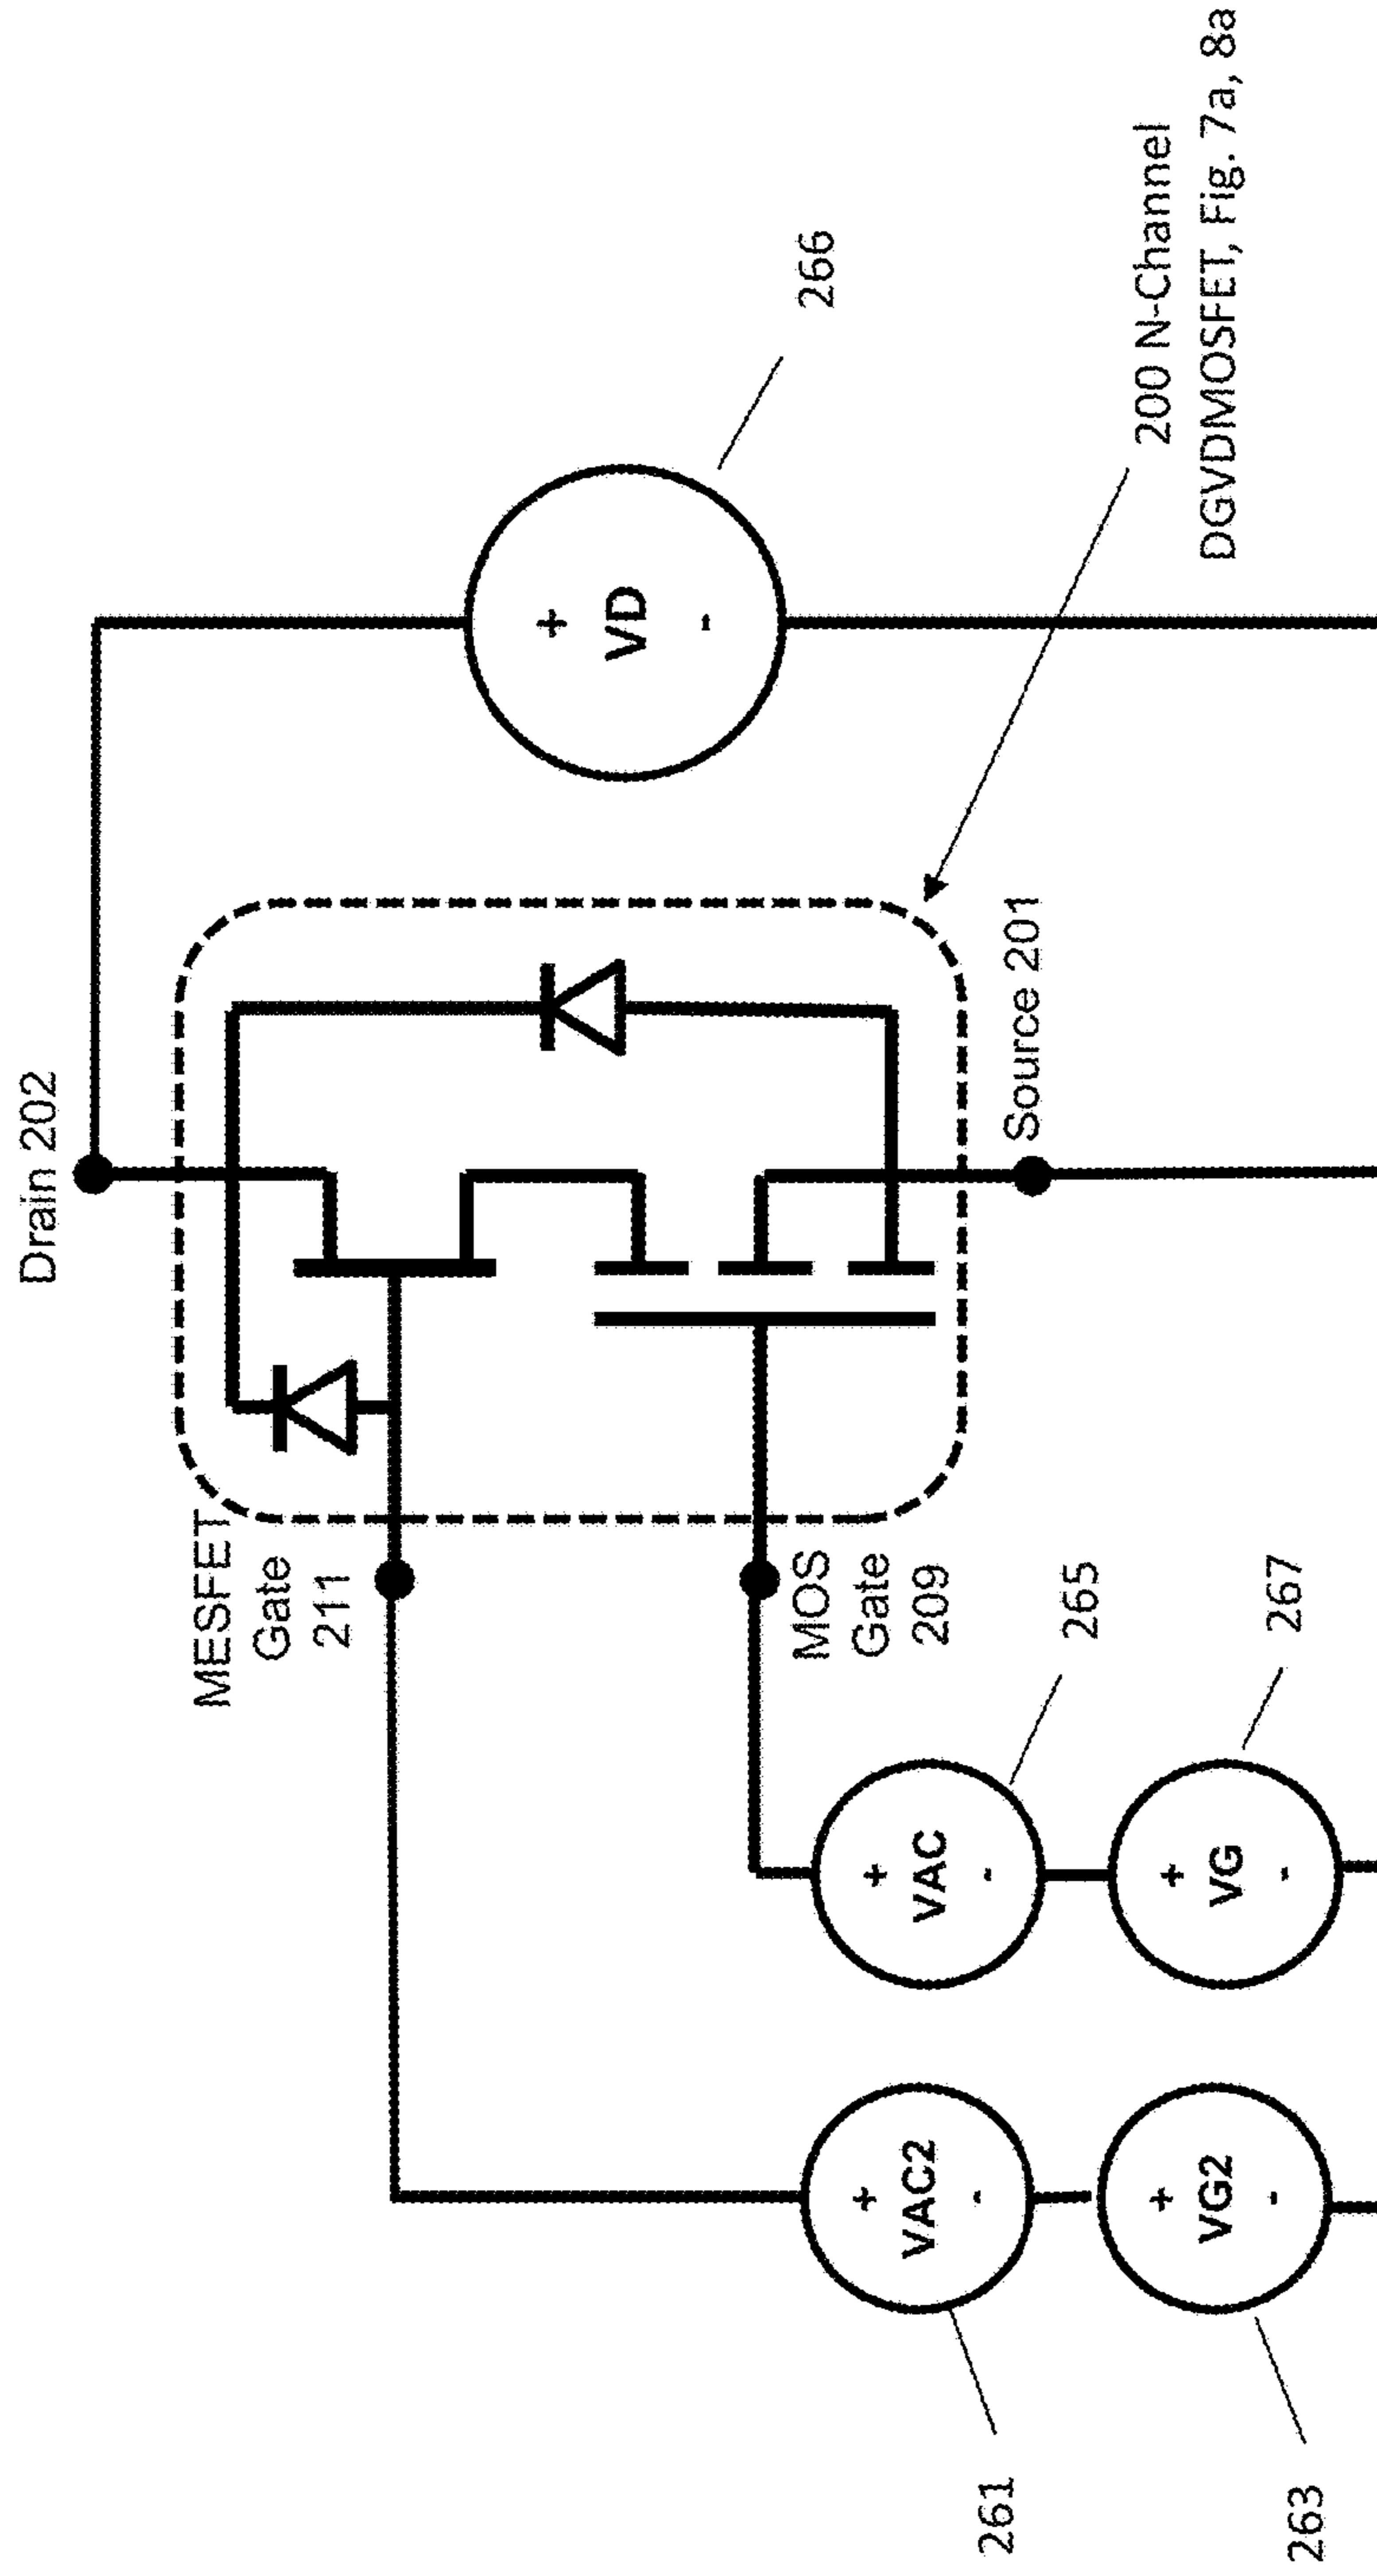 Drain 202
MESFET
Gate
211
MOS
Gate
209
Source 201
+
VD
-
266
200 N-Channel
DGVDMOSFET, Fig. 7a, 8a
+
VAC2
-
261
+
VG2
-
263
+
VAC
-
265
+
VG
-
267